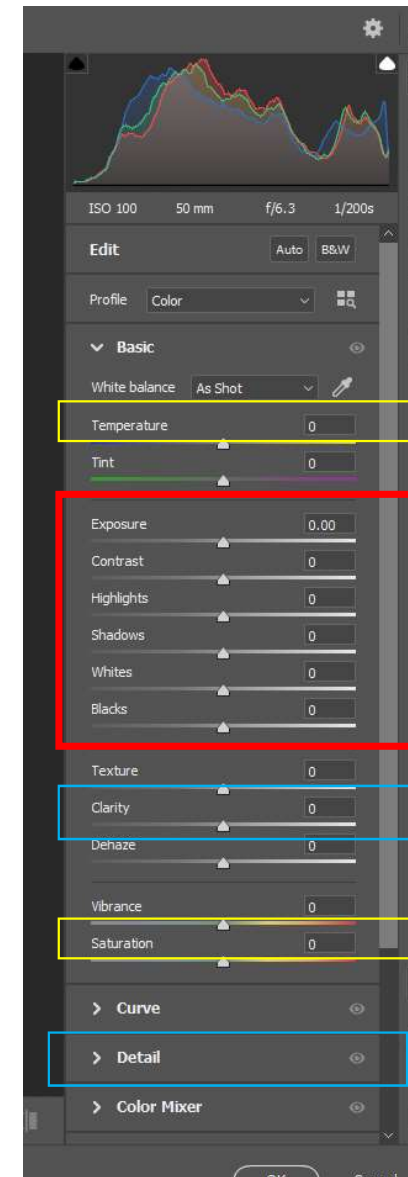 ISO 100 50 mm f/6.3 1/200s
Edit Auto B&W
Profile Color
Basic
White balance As Shot
Temperature 0
Tint 0
Exposure 0.00
Contrast 0
Highlights 0
Shadows 0
Whites 0
Blacks 0
Texture 0
Clarity 0
Dehaze 0
Vibrance 0
Saturation 0
Curve
Detail
Color Mixer